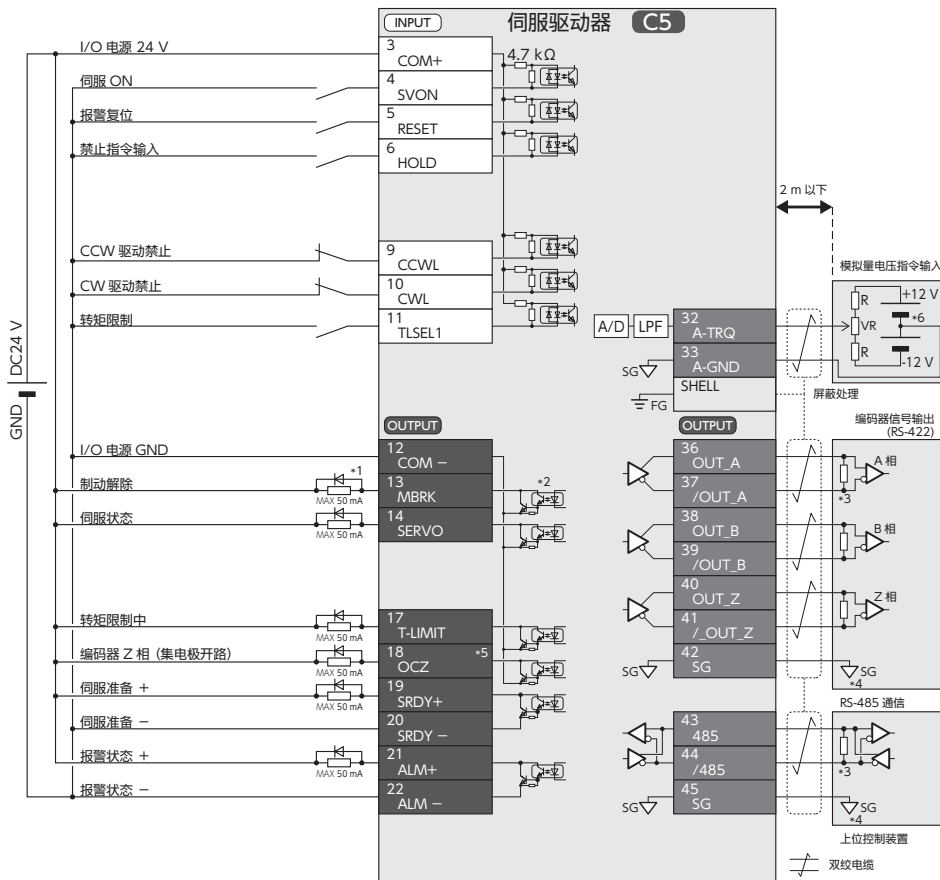 INPUT
伺服驱动器 C5
I/O 电源 24 V
3
COM+
4.7 kΩ
伺服 ON
4
SVON
报警复位
5
RESET
禁止指令输入
6
HOLD
2 m 以下
CCW 驱动禁止
9
CCWL
CW 驱动禁止
10
CWL
转矩限制
11
TLSEL1
模拟量电压指令输入
R
+12 V
*6
VR
R
-12 V
A/D
LPF
32
A-TRQ
33
A-GND
SG
SHELL
FG
屏蔽处理
DC24 V
GND
OUTPUT
I/O 电源 GND
12
COM −
制动解除
*1
MAX 50 mA
13
MBRK
*2
伺服状态
MAX 50 mA
14
SERVO
转矩限制中
MAX 50 mA
17
T-LIMIT
编码器 Z 相 (集电极开路)
MAX 50 mA
18
OCZ
*5
伺服准备 +
MAX 50 mA
19
SRDY+
伺服准备 −
20
SRDY −
报警状态 +
MAX 50 mA
21
ALM+
报警状态 −
22
ALM −
OUTPUT
编码器信号输出
(RS-422)
36
OUT_A
A 相
37
/OUT_A
*3
38
OUT_B
B 相
39
/OUT_B
40
OUT_Z
Z 相
41
/_OUT_Z
42
SG
SG
SG
*4
RS-485 通信
43
485
44
/485
*3
45
SG
SG
SG
*4
上位控制装置
双绞电缆